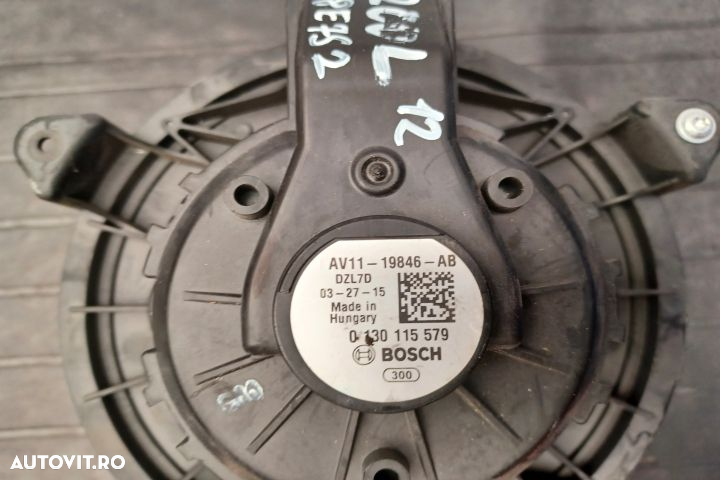 12
AV11-19846-AB
DZL7D
03-27-15
Made in
Hungary
0 130 115 579
BOSCH
300
AUTOVIT.RO